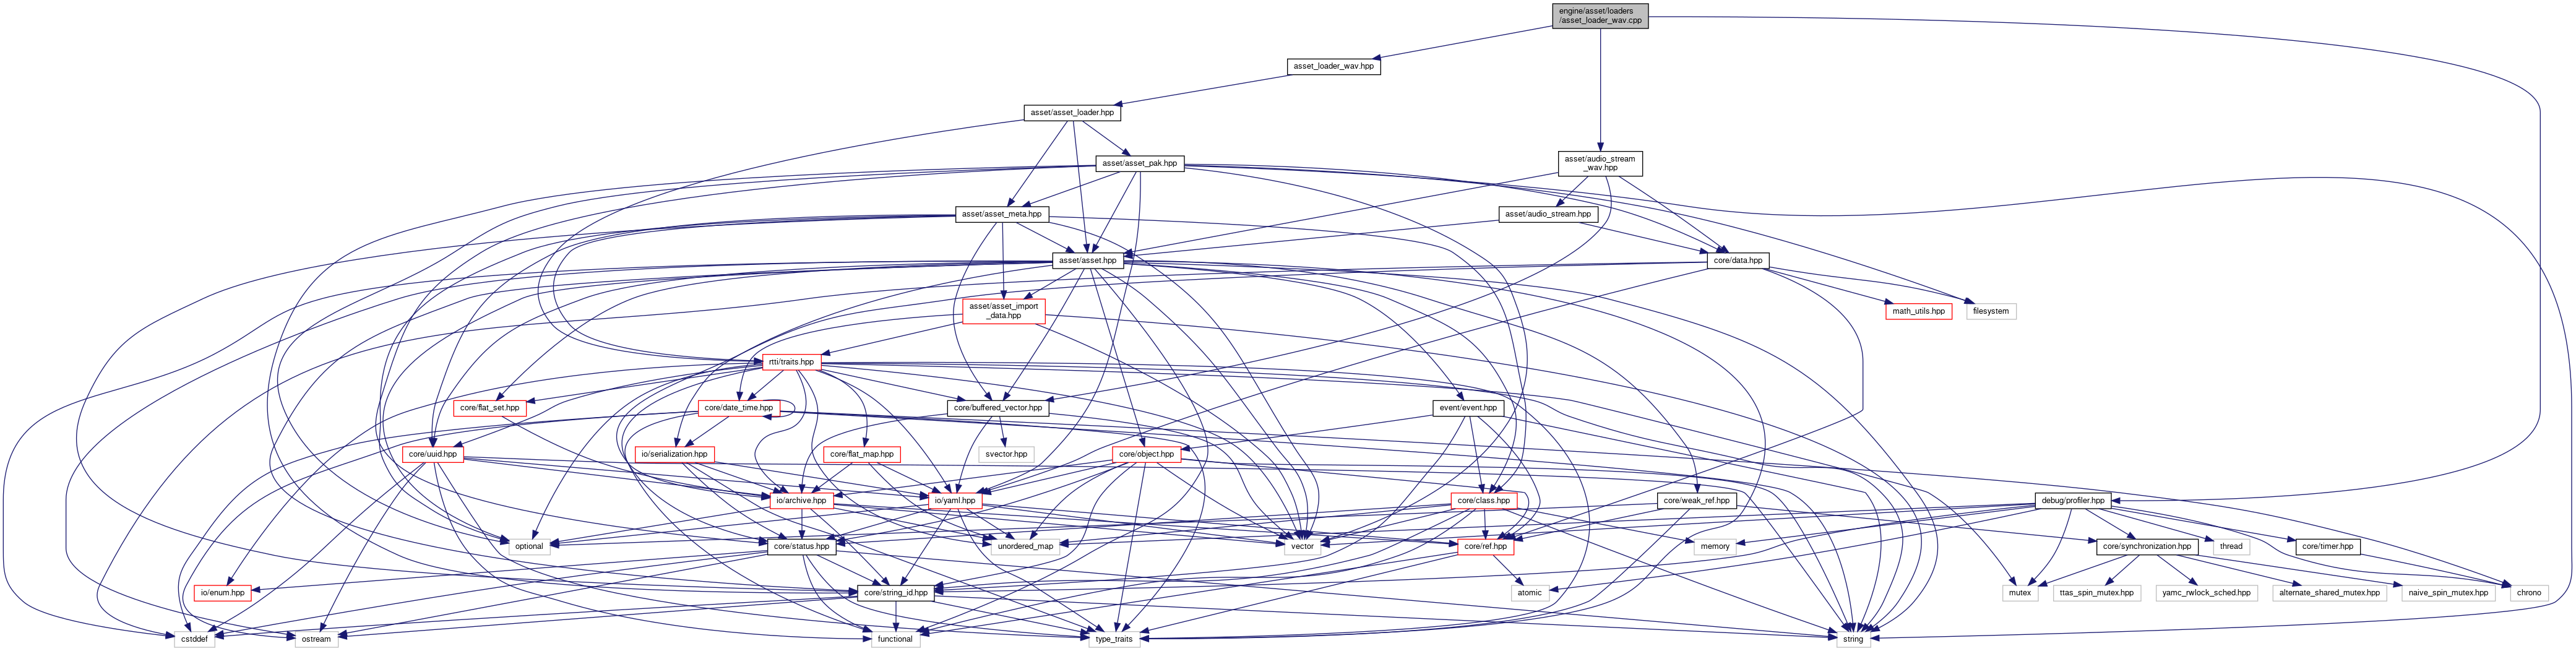 engine/asset/loaders
/asset_loader_wav.cpp
asset_loader_wav.hpp
asset/asset_loader.hpp
asset/asset_pak.hpp
asset/audio_stream
_wav.hpp
asset/asset_meta.hpp
asset/audio_stream.hpp
asset/asset.hpp
core/data.hpp
asset/asset_import
_data.hpp
math_utils.hpp
filesystem
rtti/traits.hpp
core/flat_set.hpp
core/date_time.hpp
core/buffered_vector.hpp
event/event.hpp
core/uuid.hpp
io/serialization.hpp
core/flat_map.hpp
svector.hpp
core/object.hpp
io/archive.hpp
io/yaml.hpp
core/class.hpp
core/weak_ref.hpp
debug/profiler.hpp
optional
core/status.hpp
unordered_map
vector
core/ref.hpp
memory
core/synchronization.hpp
thread
core/timer.hpp
io/enum.hpp
core/string_id.hpp
atomic
mutex
ttas_spin_mutex.hpp
yamc_rwlock_sched.hpp
alternate_shared_mutex.hpp
naive_spin_mutex.hpp
chrono
cstddef
ostream
functional
type_traits
string